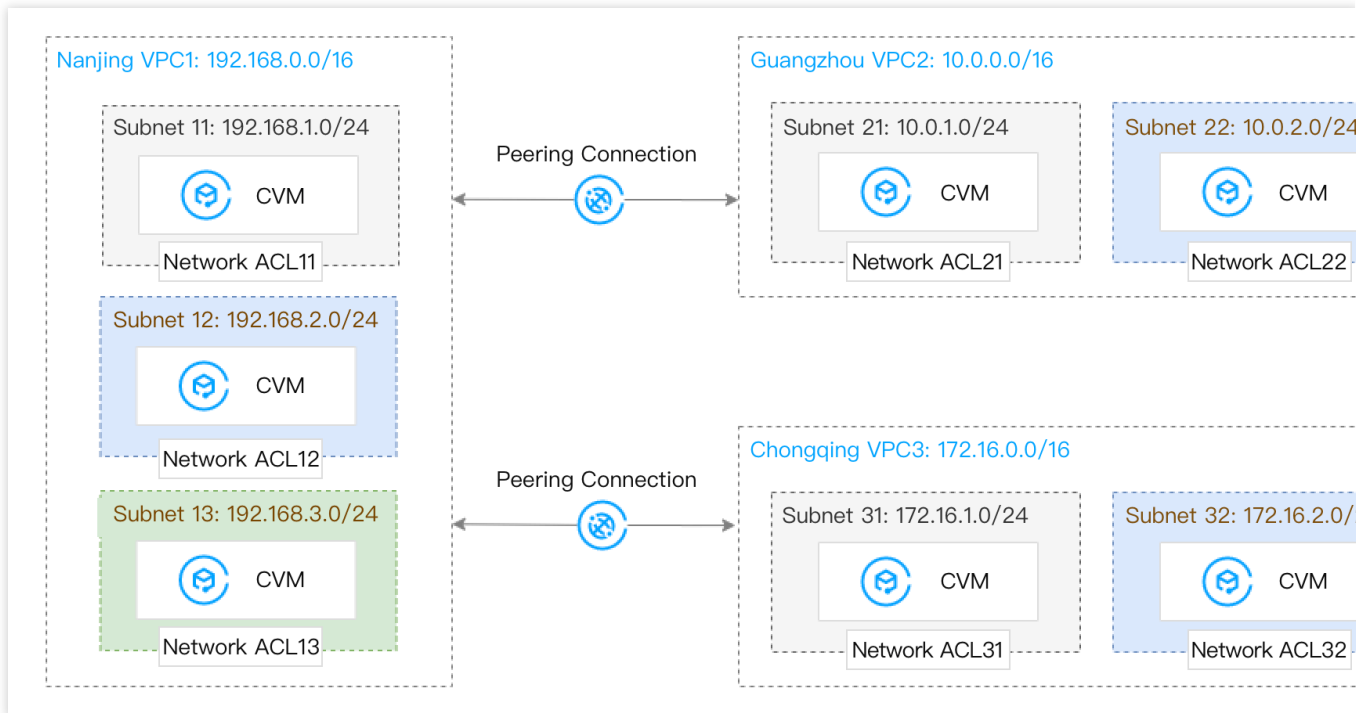 Nanjing VPC1: 192.168.0.0/16
Subnet 11: 192.168.1.0/24
CVM
Network ACL11
Subnet 12: 192.168.2.0/24
CVM
Network ACL12
Subnet 13: 192.168.3.0/24
CVM
Network ACL13
Peering Connection
Peering Connection
Guangzhou VPC2: 10.0.0.0/16
Subnet 21: 10.0.1.0/24
CVM
Network ACL21
Subnet 22: 10.0.2.0/24
CVM
Network ACL22
Chongqing VPC3: 172.16.0.0/16
Subnet 31: 172.16.1.0/24
CVM
Network ACL31
Subnet 32: 172.16.2.0/
CVM
Network ACL32